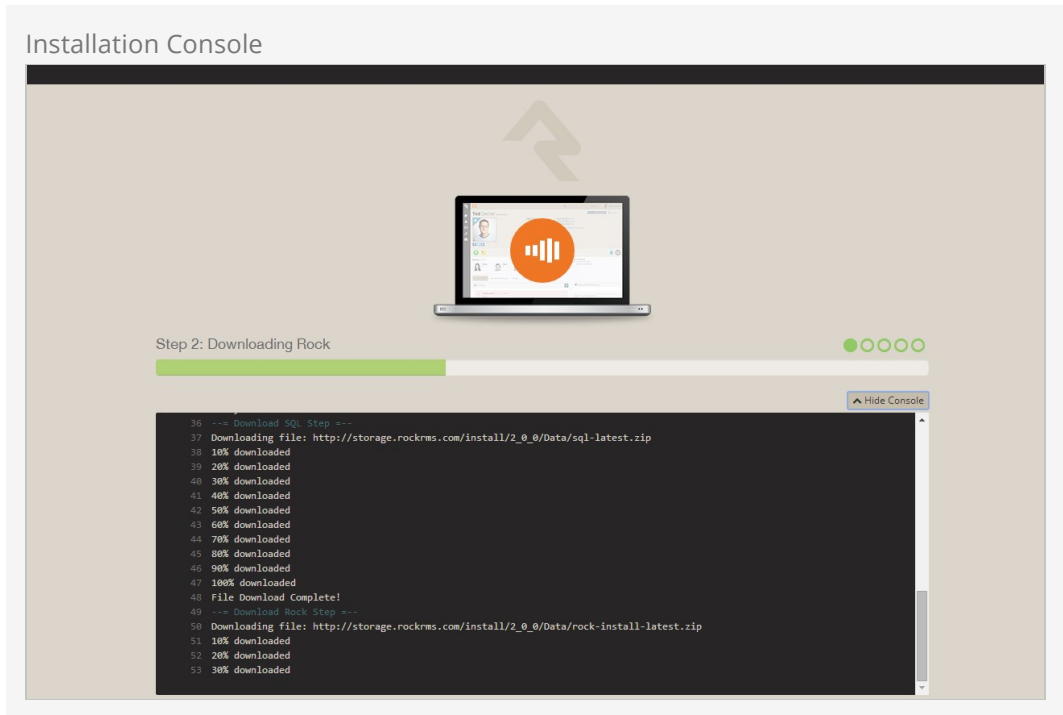 Installation Console
Step 2: Downloading Rock
Hide Console
36 --= Download SQL Step =--
37 Downloading file: http://storage.rockrms.com/install/2_0_0/Data/sql-latest.zip
38 10% downloaded
39 20% downloaded
40 30% downloaded
41 40% downloaded
42 50% downloaded
43 60% downloaded
44 70% downloaded
45 80% downloaded
46 90% downloaded
47 100% downloaded
48 File Download Complete!
49 --= Download Rock Step =--
50 Downloading file: http://storage.rockrms.com/install/2_0_0/Data/rock-install-latest.zip
51 10% downloaded
52 20% downloaded
53 30% downloaded